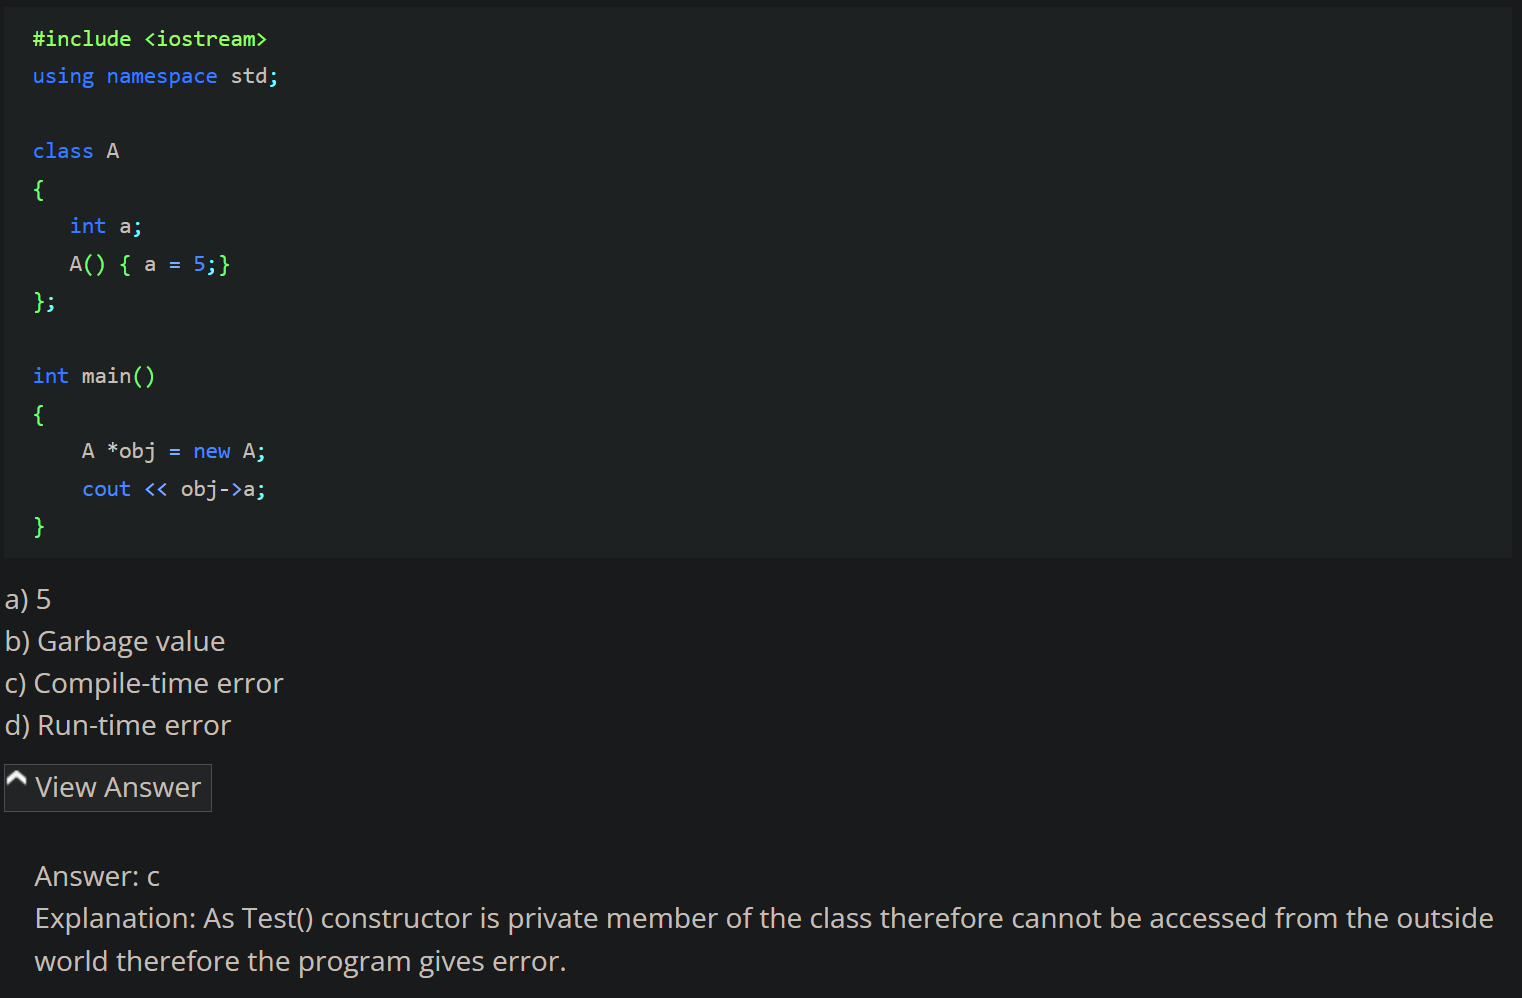 #include <iostream>
using namespace std;
class A
{
int a;
A() { a = 5;}
};
int main()
{
A *obj = new A;
cout << obj->a;
}
a) 5
b) Garbage value
c) Compile-time error
d) Run-time error
View Answer
Answer: c
Explanation: As Test() constructor is private member of the class therefore cannot be accessed from the outside
world therefore the program gives error.